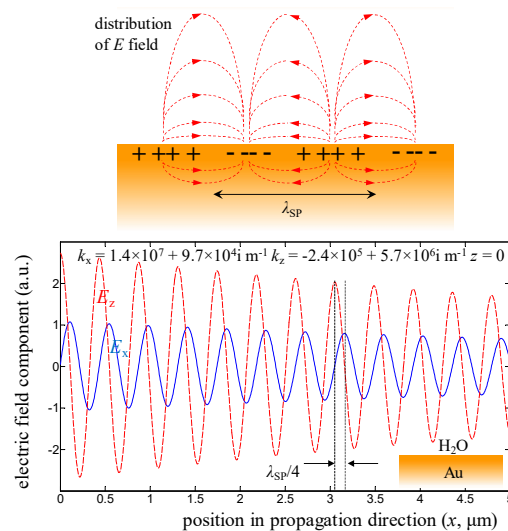 distribution
of E field
+ + + + - -- - + + + + - -- -
λSP
kx = 1.4×10⁷ + 9.7×10⁴i m⁻¹ kz = -2.4×10⁵ + 5.7×10⁶i m⁻¹ z = 0
electric field component (a.u.)
2
1
0
-1
-2
Ez
Ex
λSP/4
H₂O
Au
0 0.5 1 1.5 2 2.5 3 3.5 4 4.5 5
position in propagation direction (x, μm)